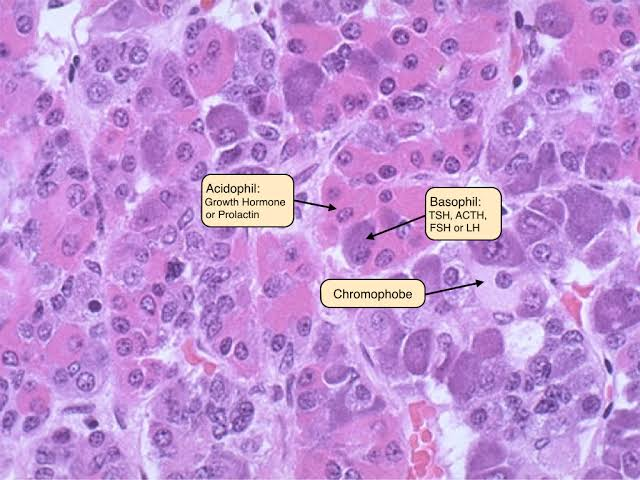 Acidophil:
Growth Hormone
or Prolactin
Basophil:
TSH, ACTH,
FSH or LH
Chromophobe